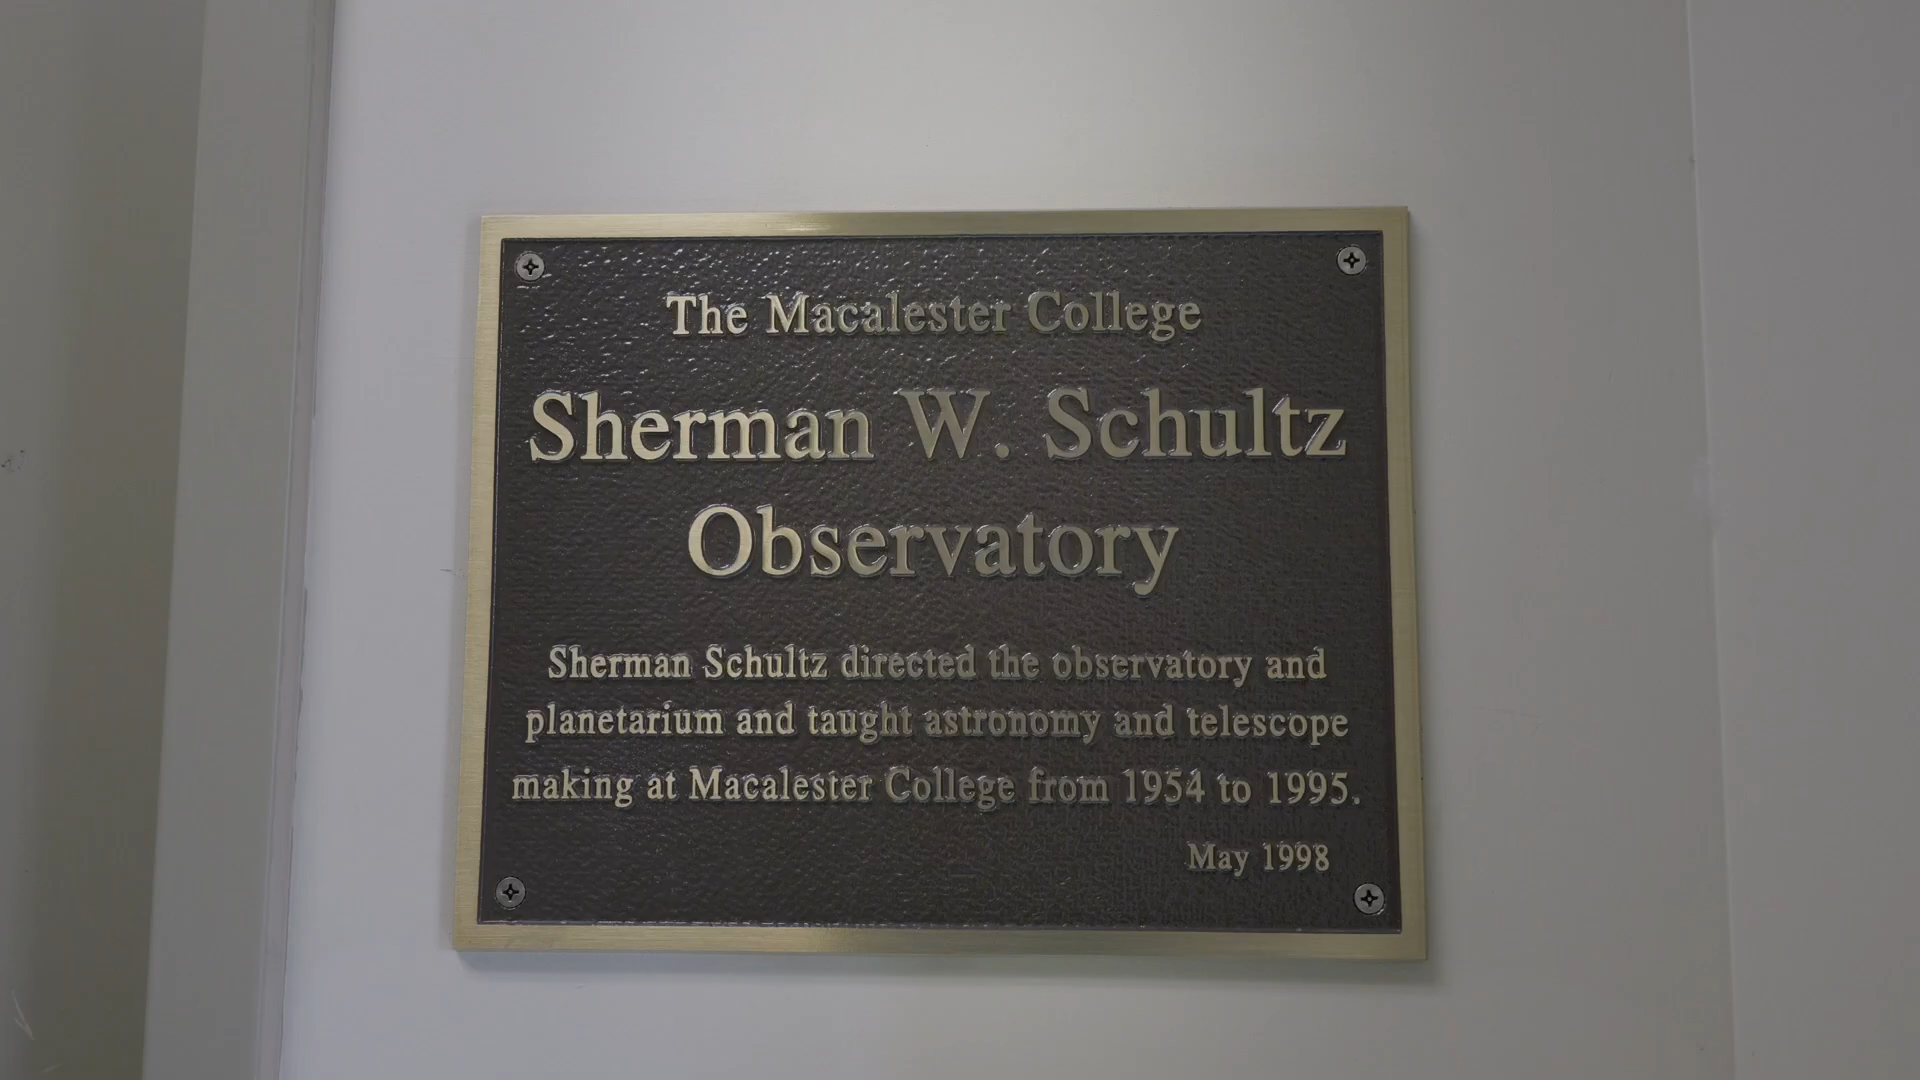 The Macalester College
Sherman W. Schultz
Observatory
Sherman Schultz directed the observatory and
planetarium and taught astronomy and telescope
making at Macalester College from 1954 to 1995.
May 1998